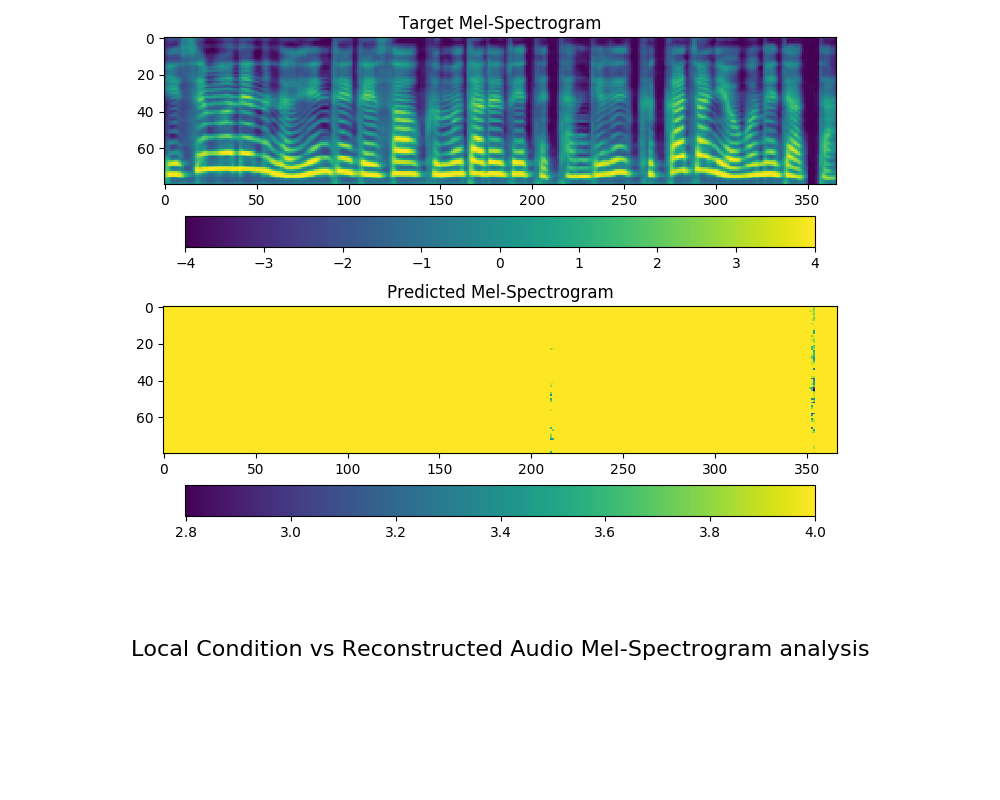 Target Mel-Spectrogram
0
20
40
60
0 50 100 150 200 250 300 350
−4 −3 −2 −1 0 1 2 3 4
Predicted Mel-Spectrogram
0
20
40
60
0 50 100 150 200 250 300 350
2.8 3.0 3.2 3.4 3.6 3.8 4.0
Local Condition vs Reconstructed Audio Mel-Spectrogram analysis